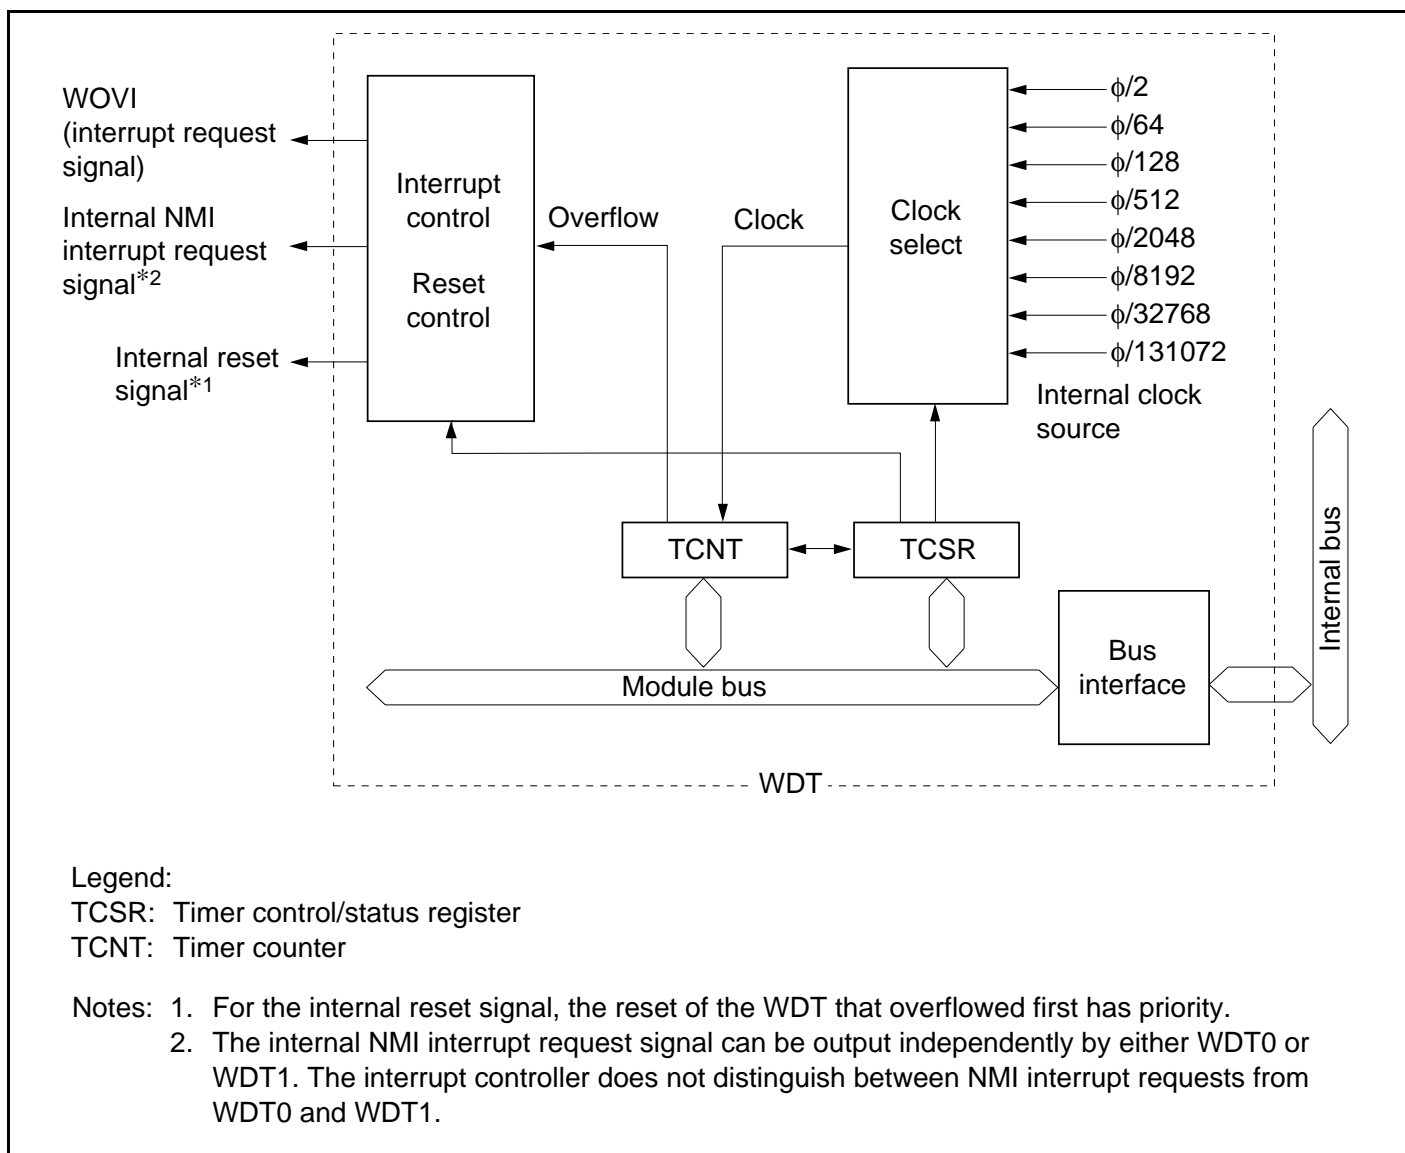 WOVI
(interrupt request
signal)
Internal NMI
interrupt request
signal*2
Internal reset
signal*1
Interrupt
control
Reset
control
Overflow
Clock
Clock
select
ϕ/2
ϕ/64
ϕ/128
ϕ/512
ϕ/2048
ϕ/8192
ϕ/32768
ϕ/131072
Internal clock
source
TCNT
TCSR
Module bus
Bus
interface
Internal bus
WDT
Legend:
TCSR: Timer control/status register
TCNT: Timer counter
Notes: 1. For the internal reset signal, the reset of the WDT that overflowed first has priority.
2. The internal NMI interrupt request signal can be output independently by either WDT0 or
WDT1. The interrupt controller does not distinguish between NMI interrupt requests from
WDT0 and WDT1.